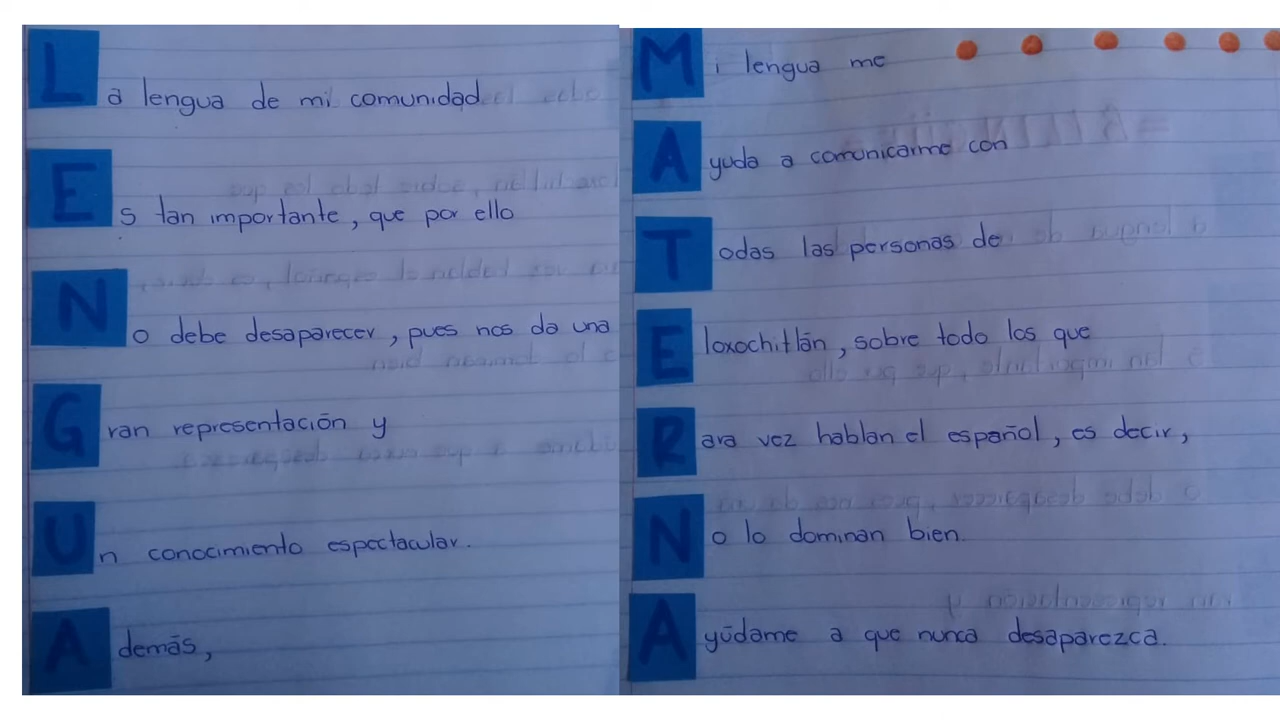 La lengua de mi comunidad
Es tan importante, que por ello
No debe desaparecer, pues nos da una
Gran representación y
Un conocimiento espectacular.
Además,
Mi lengua me
Ayuda a comunicarme con
Todas las personas de
Eloxochitlán, sobre todo los que
Rara vez hablan el español, es decir,
No lo dominan bien.
Ayúdame a que nunca desaparezca.